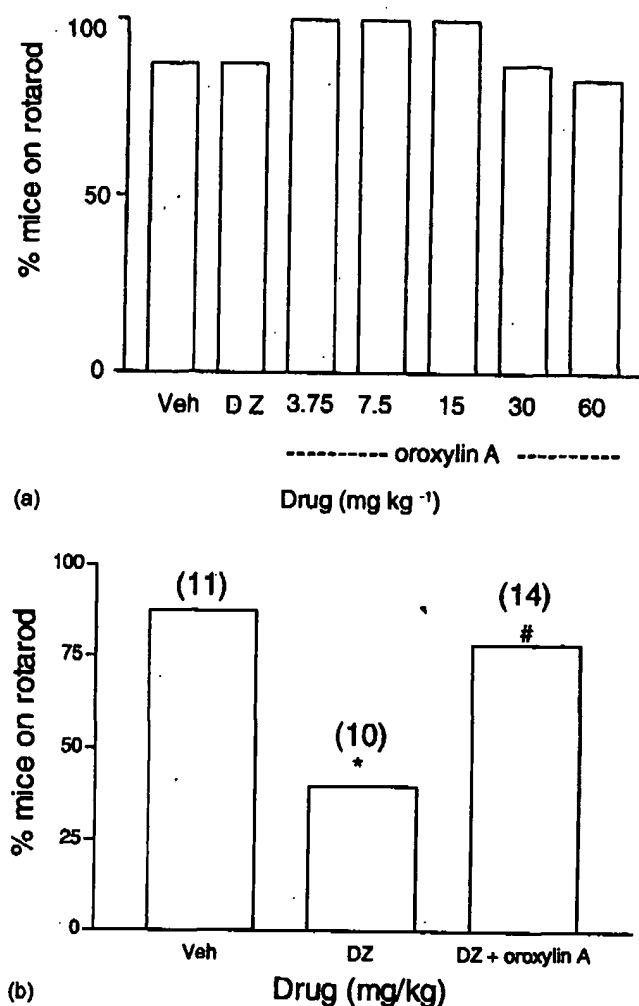 100
50
0
% mice on rotarod
Veh D Z 3.75 7.5 15 30 60
---------- oroxylin A ----------
(a) Drug (mg kg -1)
100
75
50
25
0
% mice on rotarod
(11)
(10)
*
(14)
#
Veh DZ DZ + oroxylin A
(b) Drug (mg/kg)